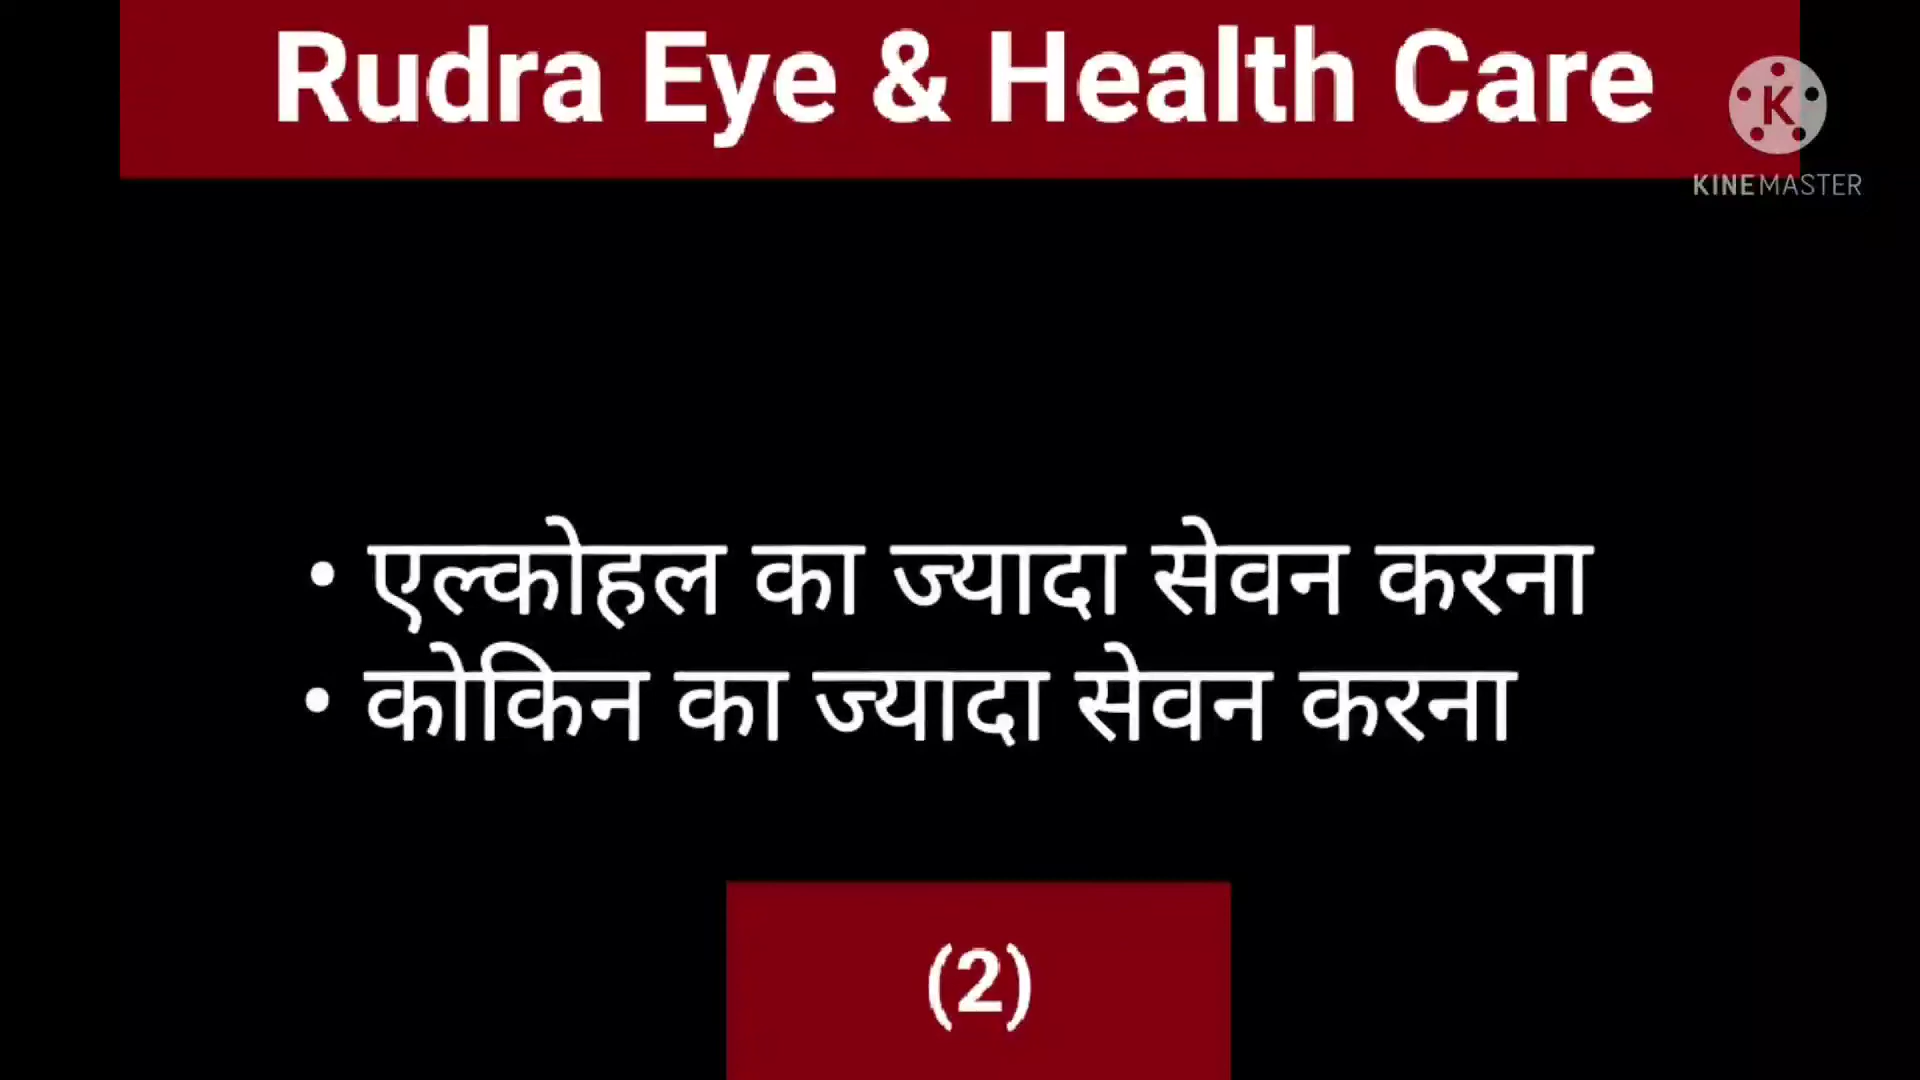 Rudra Eye & Health Care
KINEMASTER
• एल्कोहल का ज्यादा सेवन करना
• कोकिन का ज्यादा सेवन करना
(2)